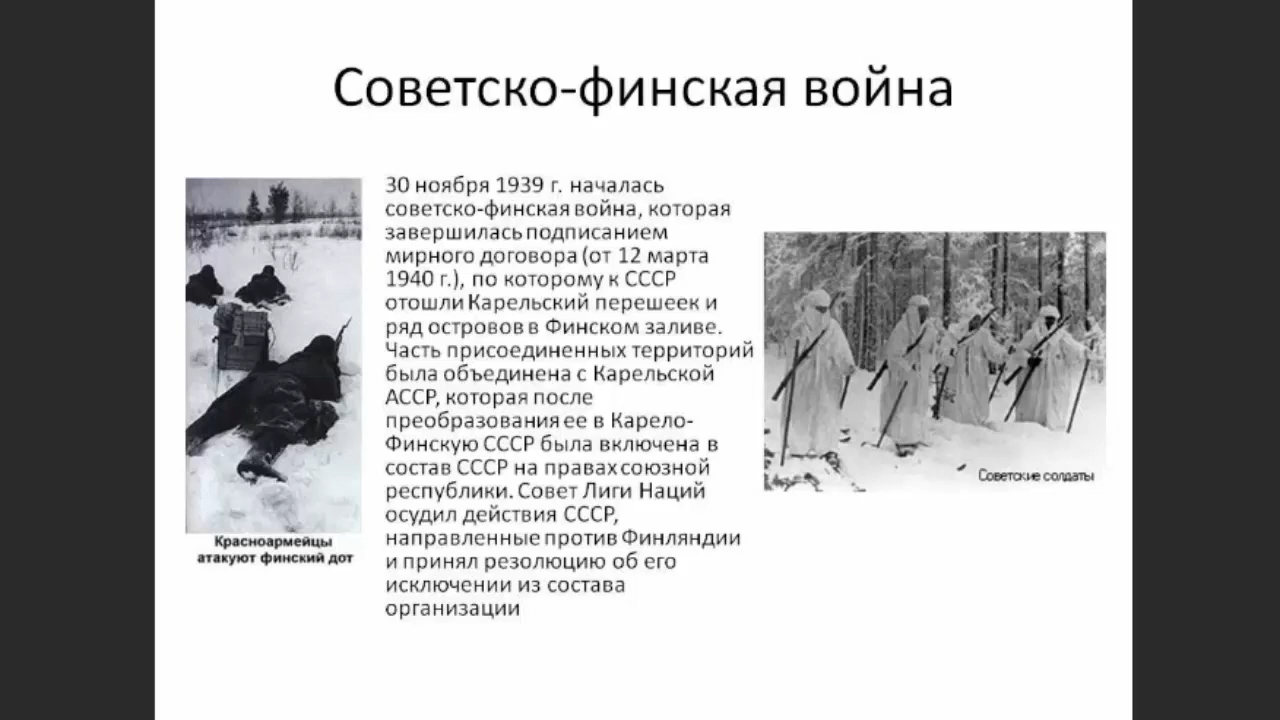 Советско-финская война
30 ноября 1939 г. началась
советско-финская война, которая
завершилась подписанием
мирного договора (от 12 марта
1940 г.), по которому к СССР
отошли Карельский перешеек и
ряд островов в Финском заливе.
Часть присоединенных территорий
была объединена с Карельской
АССР, которая после
преобразования ее в Карело-
Финскую ССР была включена в
состав СССР на правах союзной
республики. Совет Лиги Наций
осудил действия СССР,
направленные против Финляндии
и принял резолюцию об его
исключении из состава
организации
Красноармейцы
атакуют финский дот
Советские солдаты